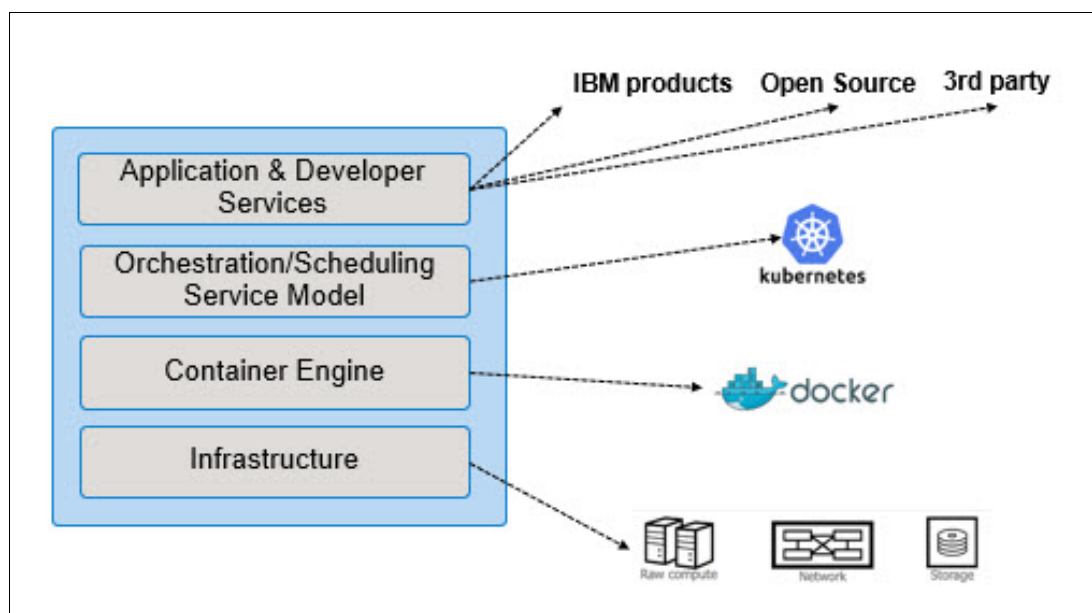 IBM products Open Source 3rd party
Application & Developer
Services
Orchestration/Scheduling
Service Model
kubernetes
Container Engine
docker
Infrastructure
Raw compute
Network
Storage